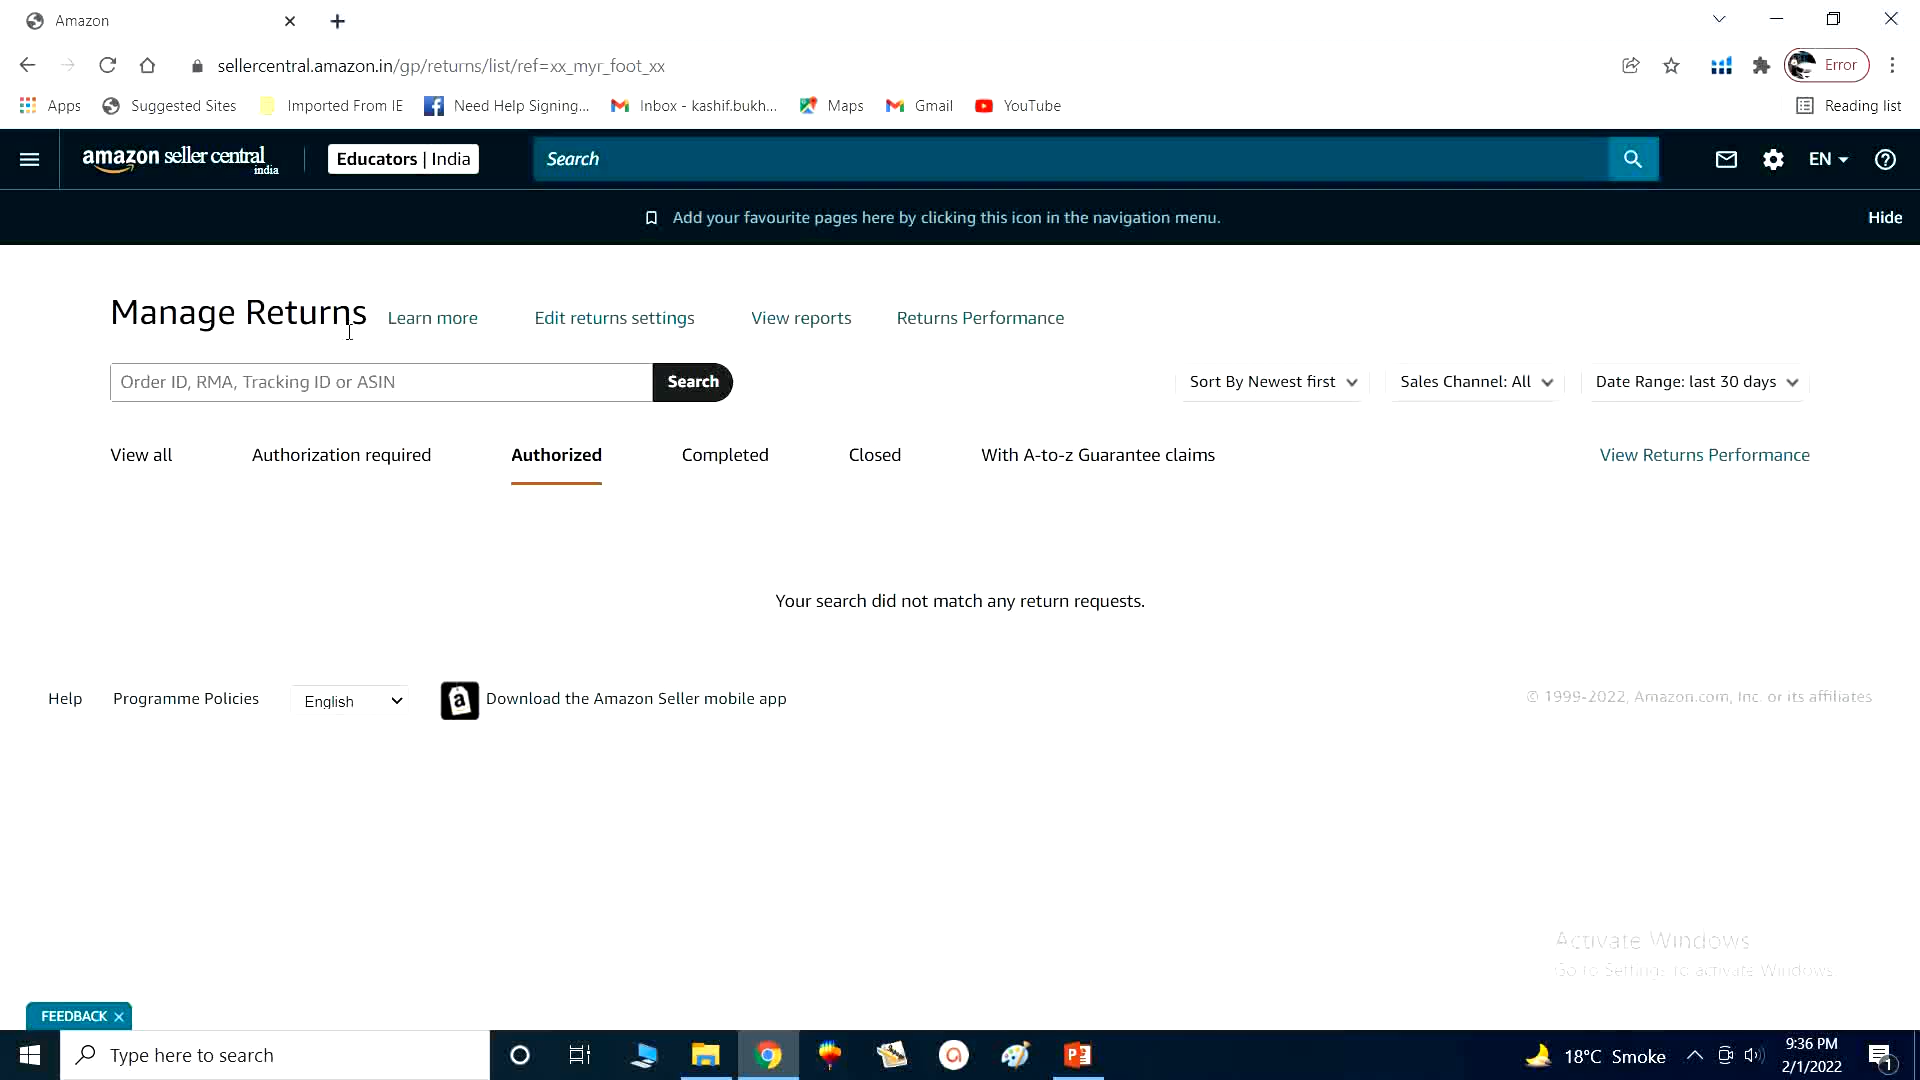 Amazon
sellercentral.amazon.in/gp/returns/list/ref=xx_myr_foot_xx
Error
Apps Suggested Sites Imported From IE Need Help Signing... Inbox - kashif.bukh... Maps Gmail YouTube Reading list
amazon seller central india
Educators | India
Search
EN
Add your favourite pages here by clicking this icon in the navigation menu.
Hide
Manage Returns Learn more Edit returns settings View reports Returns Performance
Order ID, RMA, Tracking ID or ASIN Search
Sort By Newest first Sales Channel: All Date Range: last 30 days
View all Authorization required Authorized Completed Closed With A-to-z Guarantee claims View Returns Performance
Your search did not match any return requests.
Help Programme Policies English Download the Amazon Seller mobile app
© 1999-2022, Amazon.com, Inc. or its affiliates
Activate Windows
Go to Settings to activate Windows.
FEEDBACK
Type here to search
18°C Smoke
9:36 PM
2/1/2022
1